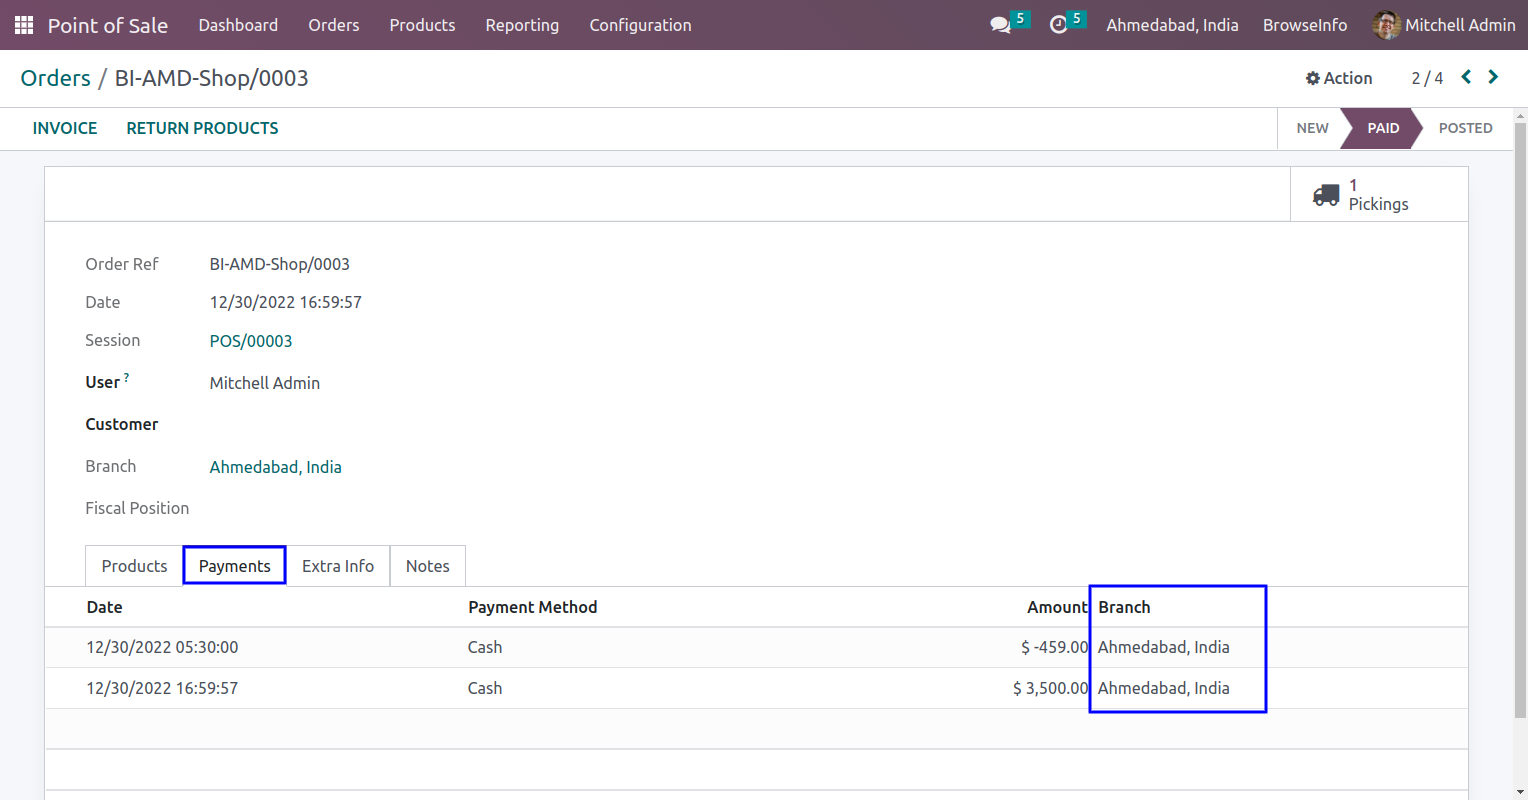 Point of Sale Dashboard Orders Products Reporting Configuration 5 5 Ahmedabad, India BrowseInfo Mitchell Admin
Orders / BI-AMD-Shop/0003 Action 2 / 4
INVOICE RETURN PRODUCTS NEW PAID POSTED
1
Pickings
Order Ref BI-AMD-Shop/0003
Date 12/30/2022 16:59:57
Session POS/00003
User ? Mitchell Admin
Customer
Branch Ahmedabad, India
Fiscal Position
Products Payments Extra Info Notes
Date Payment Method Amount Branch
12/30/2022 05:30:00 Cash $ -459.00 Ahmedabad, India
12/30/2022 16:59:57 Cash $ 3,500.00 Ahmedabad, India